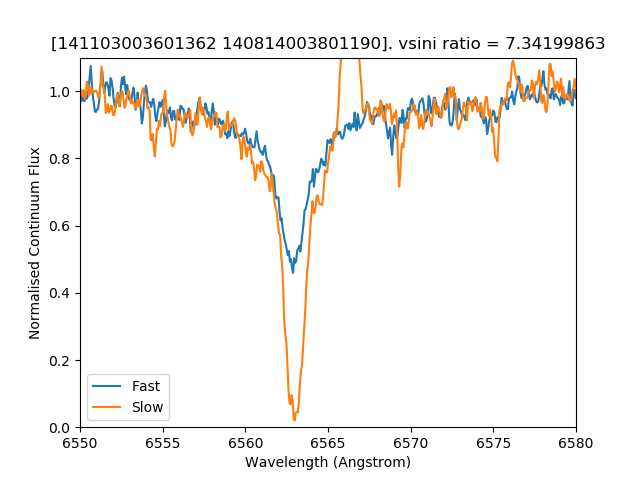 [141103003601362 140814003801190]. vsini ratio = 7.34199863
Normalised Continuum Flux
1.0
0.8
0.6
0.4
0.2
0.0
Fast
Slow
6550 6555 6560 6565 6570 6575 6580
Wavelength (Angstrom)